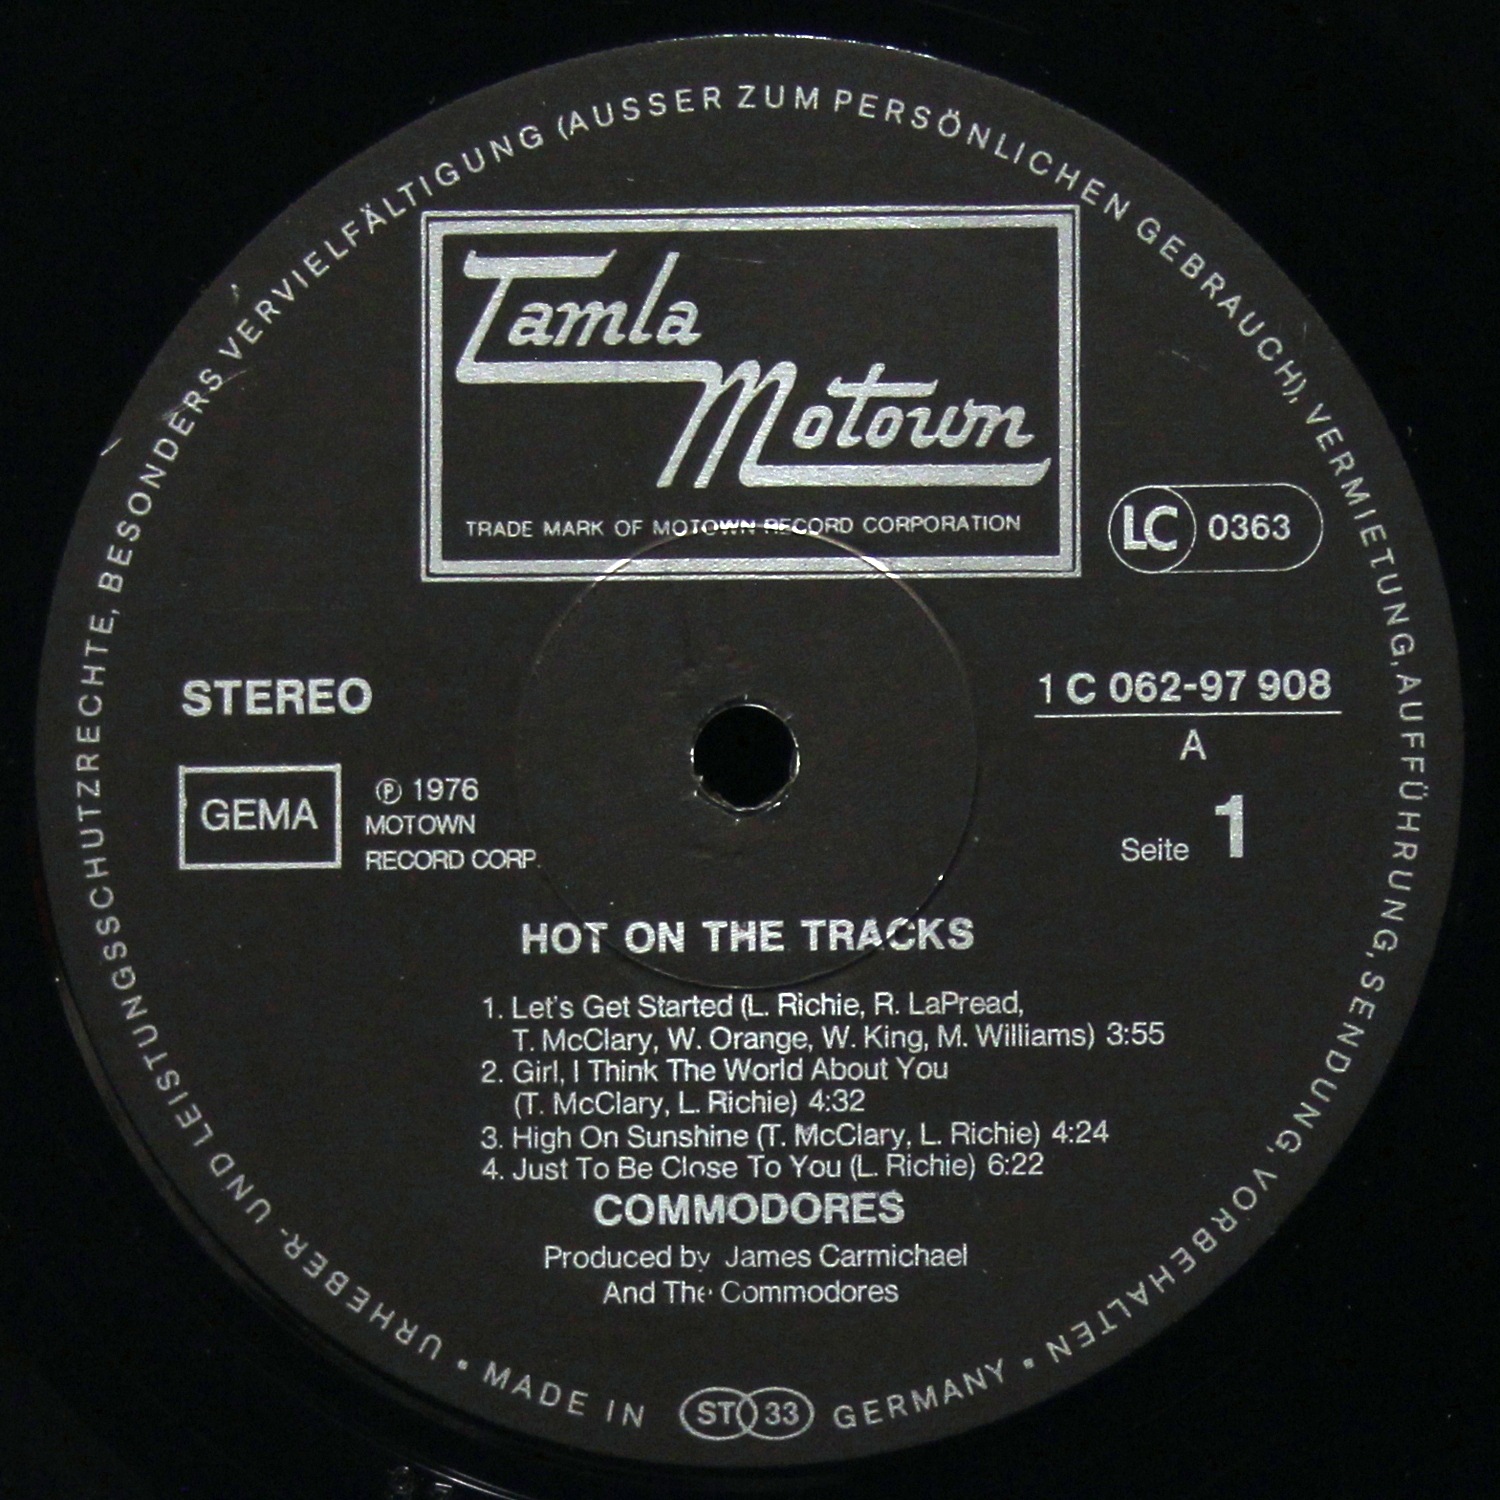 URHEBER- UND LEISTUNGSSCHUTZRECHTE, BESONDERS VERVIELFÄLTIGUNG (AUSSER ZUM PERSÖNLICHEN GEBRAUCH), VERMIETUNG, AUFFÜHRUNG, SENDUNG, VORBEHALTEN
Tamla
Motown
TRADE MARK OF MOTOWN RECORD CORPORATION
LC 0363
STEREO
1 C 062-97 908
A
GEMA
℗ 1976
MOTOWN
RECORD CORP.
Seite 1
HOT ON THE TRACKS
1. Let's Get Started (L. Richie, R. LaPread,
T. McClary, W. Orange, W. King, M. Williams) 3:55
2. Girl, I Think The World About You
(T. McClary, L. Richie) 4:32
3. High On Sunshine (T. McClary, L. Richie) 4:24
4. Just To Be Close To You (L. Richie) 6:22
COMMODORES
Produced by James Carmichael
And The Commodores
• MADE IN ST 33 GERMANY •